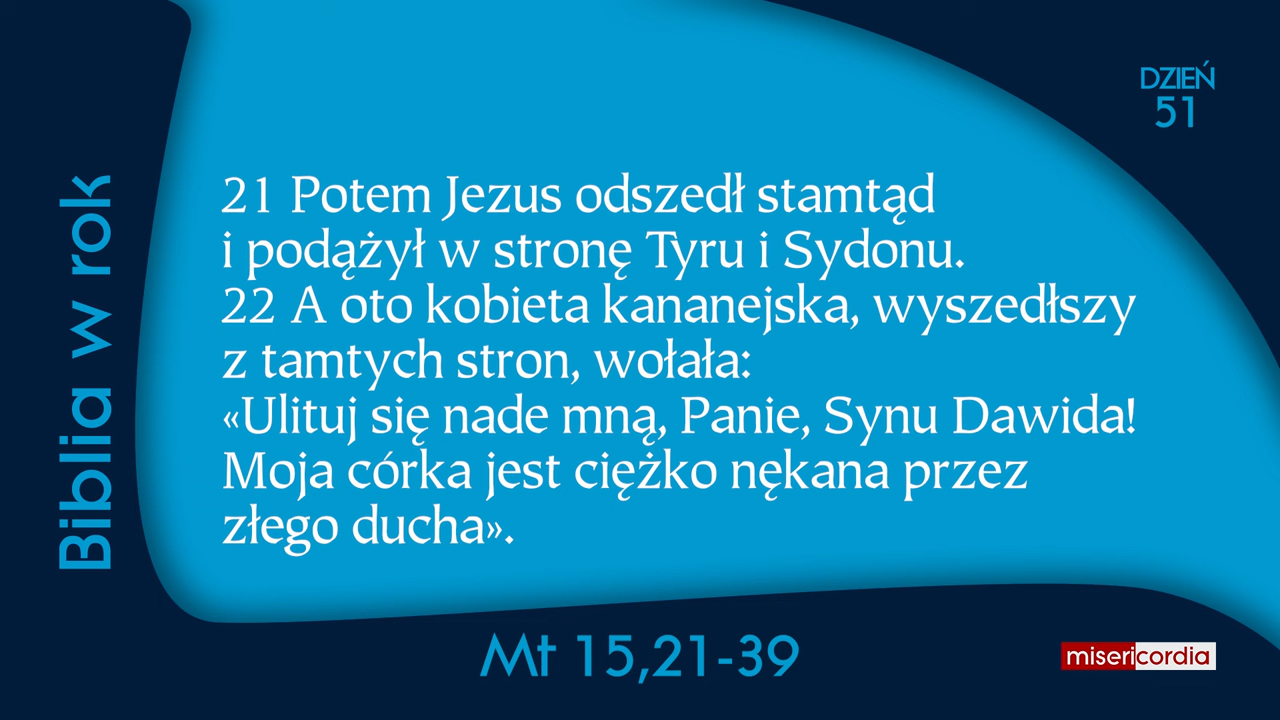 Biblia w rok
DZIEŃ
51
21 Potem Jezus odszedł stamtąd
i podążył w stronę Tyru i Sydonu.
22 A oto kobieta kananejska, wyszedłszy
z tamtych stron, wołała:
«Ulituj się nade mną, Panie, Synu Dawida!
Moja córka jest ciężko nękana przez
złego ducha».
Mt 15,21-39
misericordia